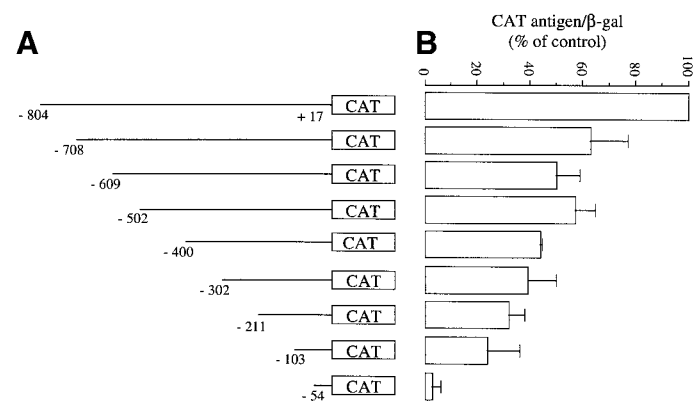 A
B
CAT antigen/β-gal
(% of control)
0 20 40 60 80 100
- 804 + 17 CAT
- 708 CAT
- 609 CAT
- 502 CAT
- 400 CAT
- 302 CAT
- 211 CAT
- 103 CAT
- 54 CAT